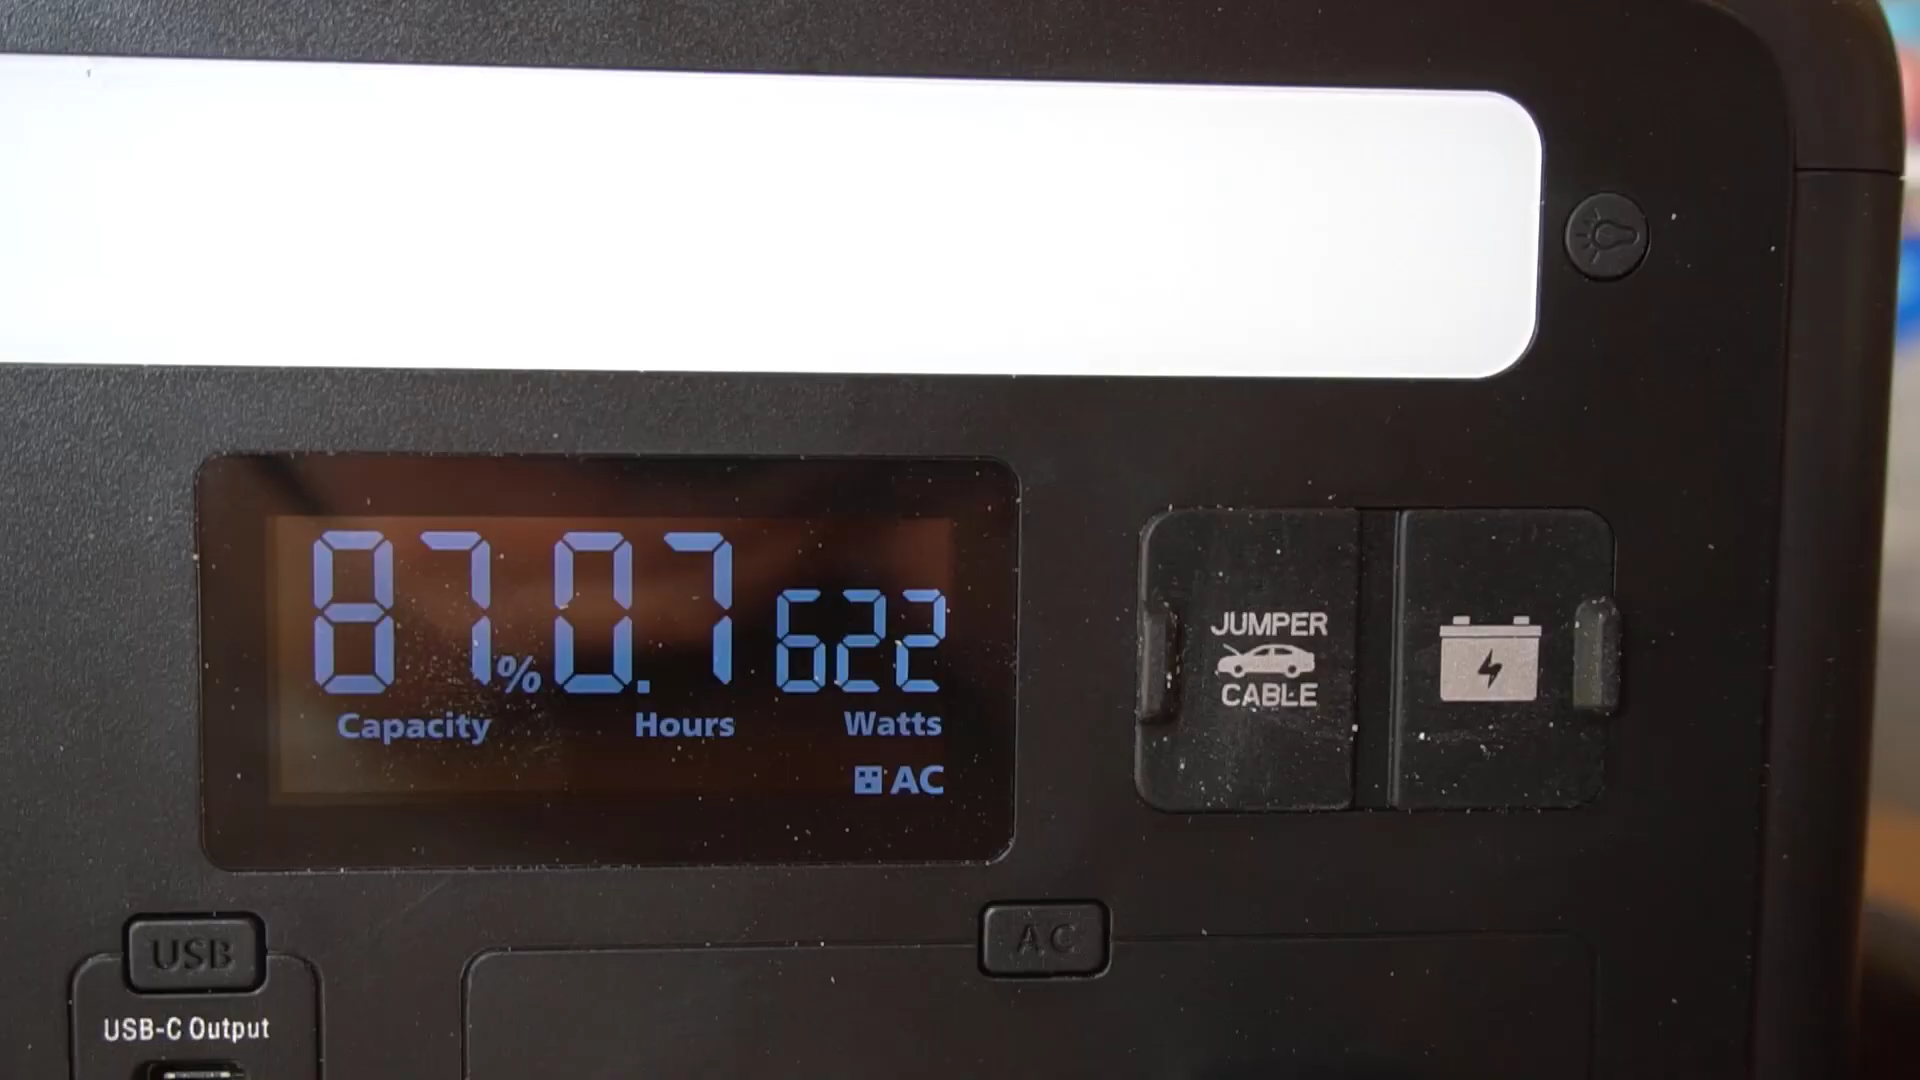 87% 0.7 622
Capacity Hours Watts
AC
JUMPER
CABLE
USB
AC
USB-C Output